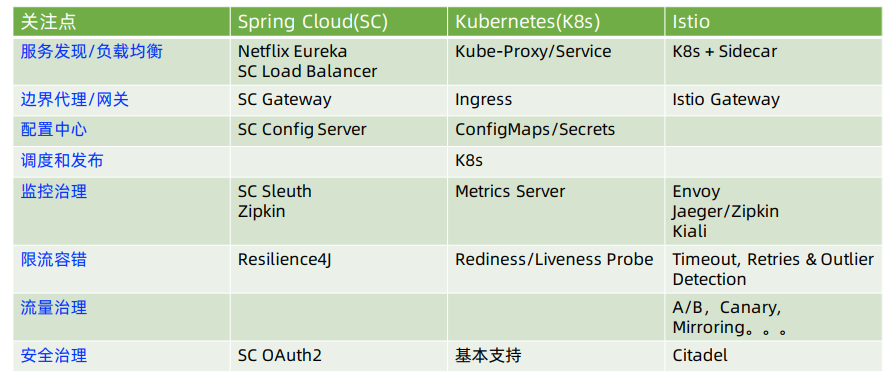 关注点 Spring Cloud(SC) Kubernetes(K8s) Istio
服务发现/负载均衡 Netflix Eureka Kube-Proxy/Service K8s + Sidecar
SC Load Balancer
边界代理/网关 SC Gateway Ingress Istio Gateway
配置中心 SC Config Server ConfigMaps/Secrets
调度和发布 K8s
监控治理 SC Sleuth Metrics Server Envoy
Zipkin Jaeger/Zipkin
Kiali
限流容错 Resilience4J Rediness/Liveness Probe Timeout, Retries & Outlier
Detection
流量治理 A/B，Canary,
Mirroring。。。
安全治理 SC OAuth2 基本支持 Citadel